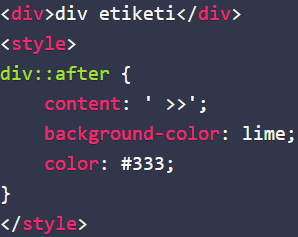 <div>div etiketi</div>
<style>
div::after {
    content: ' >>';
    background-color: lime;
    color: #333;
}
</style>